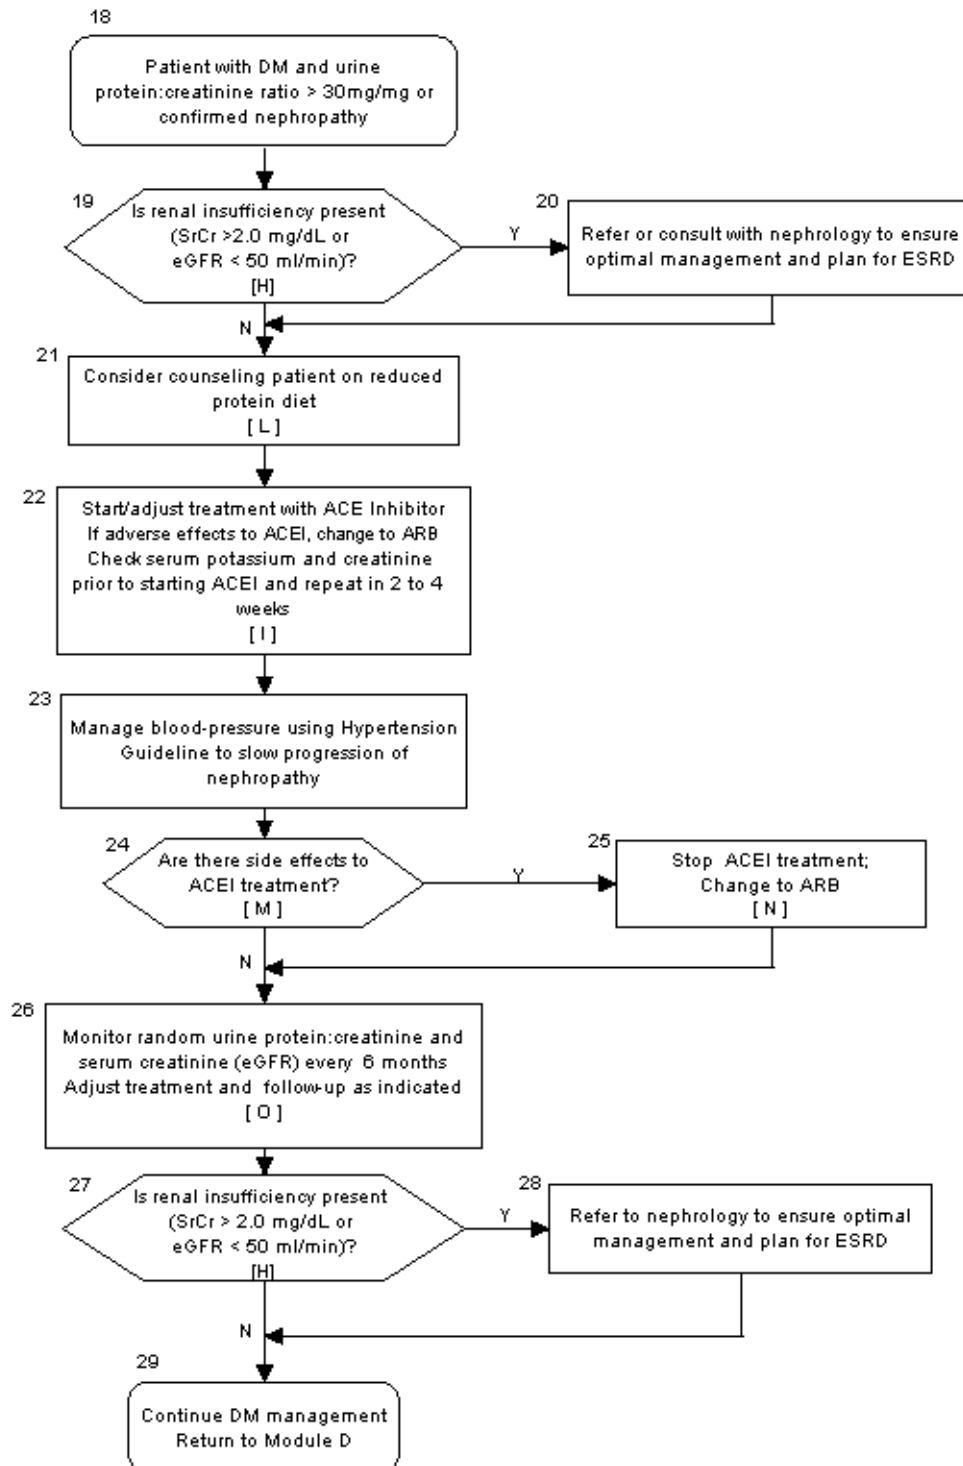 18
Patient with DM and urine
protein:creatinine ratio > 30mg/mg or
confirmed nephropathy
19
Is renal insufficiency present
(SrCr >2.0 mg/dL or
eGFR < 50 ml/min)?
[H]
Y
20
Refer or consult with nephrology to ensure
optimal management and plan for ESRD
N
21
Consider counseling patient on reduced
protein diet
[ L ]
22
Start/adjust treatment with ACE Inhibitor
If adverse effects to ACEI, change to ARB
Check serum potassium and creatinine
prior to starting ACEI and repeat in 2 to 4
weeks
[ I ]
23
Manage blood-pressure using Hypertension
Guideline to slow progression of
nephropathy
24
Are there side effects to
ACEI treatment?
[ M ]
Y
25
Stop ACEI treatment;
Change to ARB
[ N ]
N
26
Monitor random urine protein:creatinine and
serum creatinine (eGFR) every 6 months
Adjust treatment and follow-up as indicated
[ O ]
27
Is renal insufficiency present
(SrCr > 2.0 mg/dL or
eGFR < 50 ml/min)?
[H]
Y
28
Refer to nephrology to ensure optimal
management and plan for ESRD
N
29
Continue DM management
Return to Module D